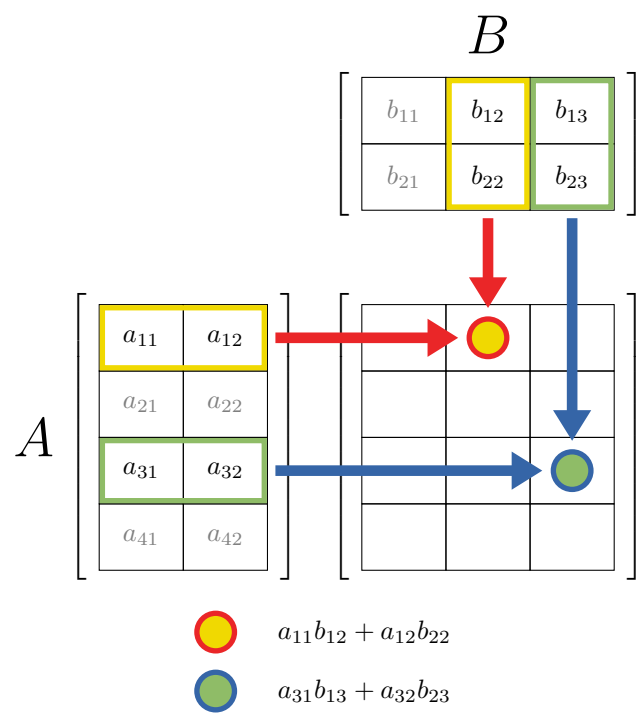 B
b₁₁ b₁₂ b₁₃
b₂₁ b₂₂ b₂₃
A
a₁₁ a₁₂
a₂₁ a₂₂
a₃₁ a₃₂
a₄₁ a₄₂
a₁₁b₁₂ + a₁₂b₂₂
a₃₁b₁₃ + a₃₂b₂₃